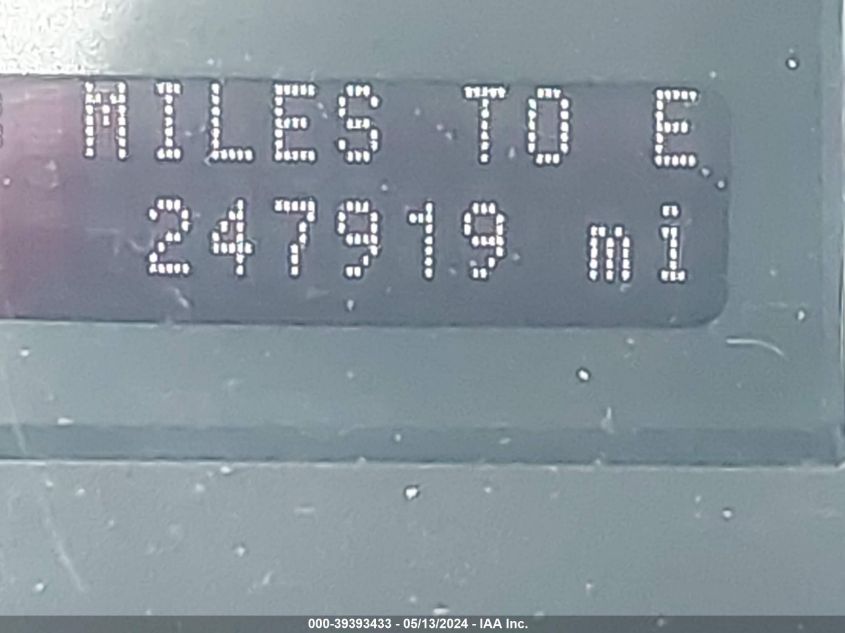 MILES TO E
247919 mi
000-39393433 - 05/13/2024 - IAA Inc.